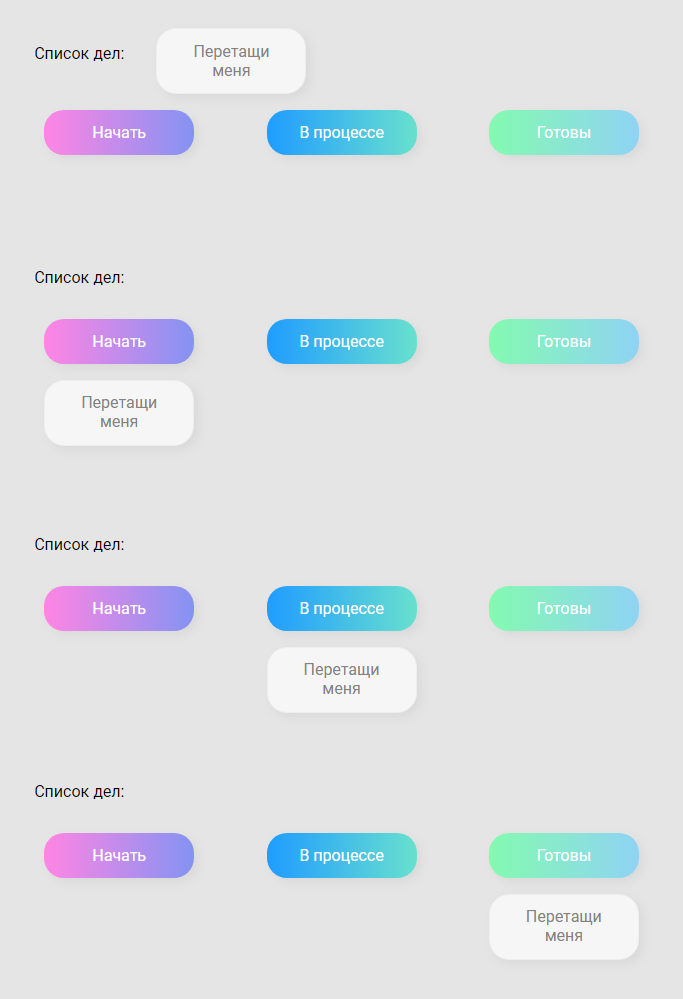 Список дел:
Перетащи
меня
Начать
В процессе
Готовы
Список дел:
Начать
В процессе
Готовы
Перетащи
меня
Список дел:
Начать
В процессе
Готовы
Перетащи
меня
Список дел:
Начать
В процессе
Готовы
Перетащи
меня